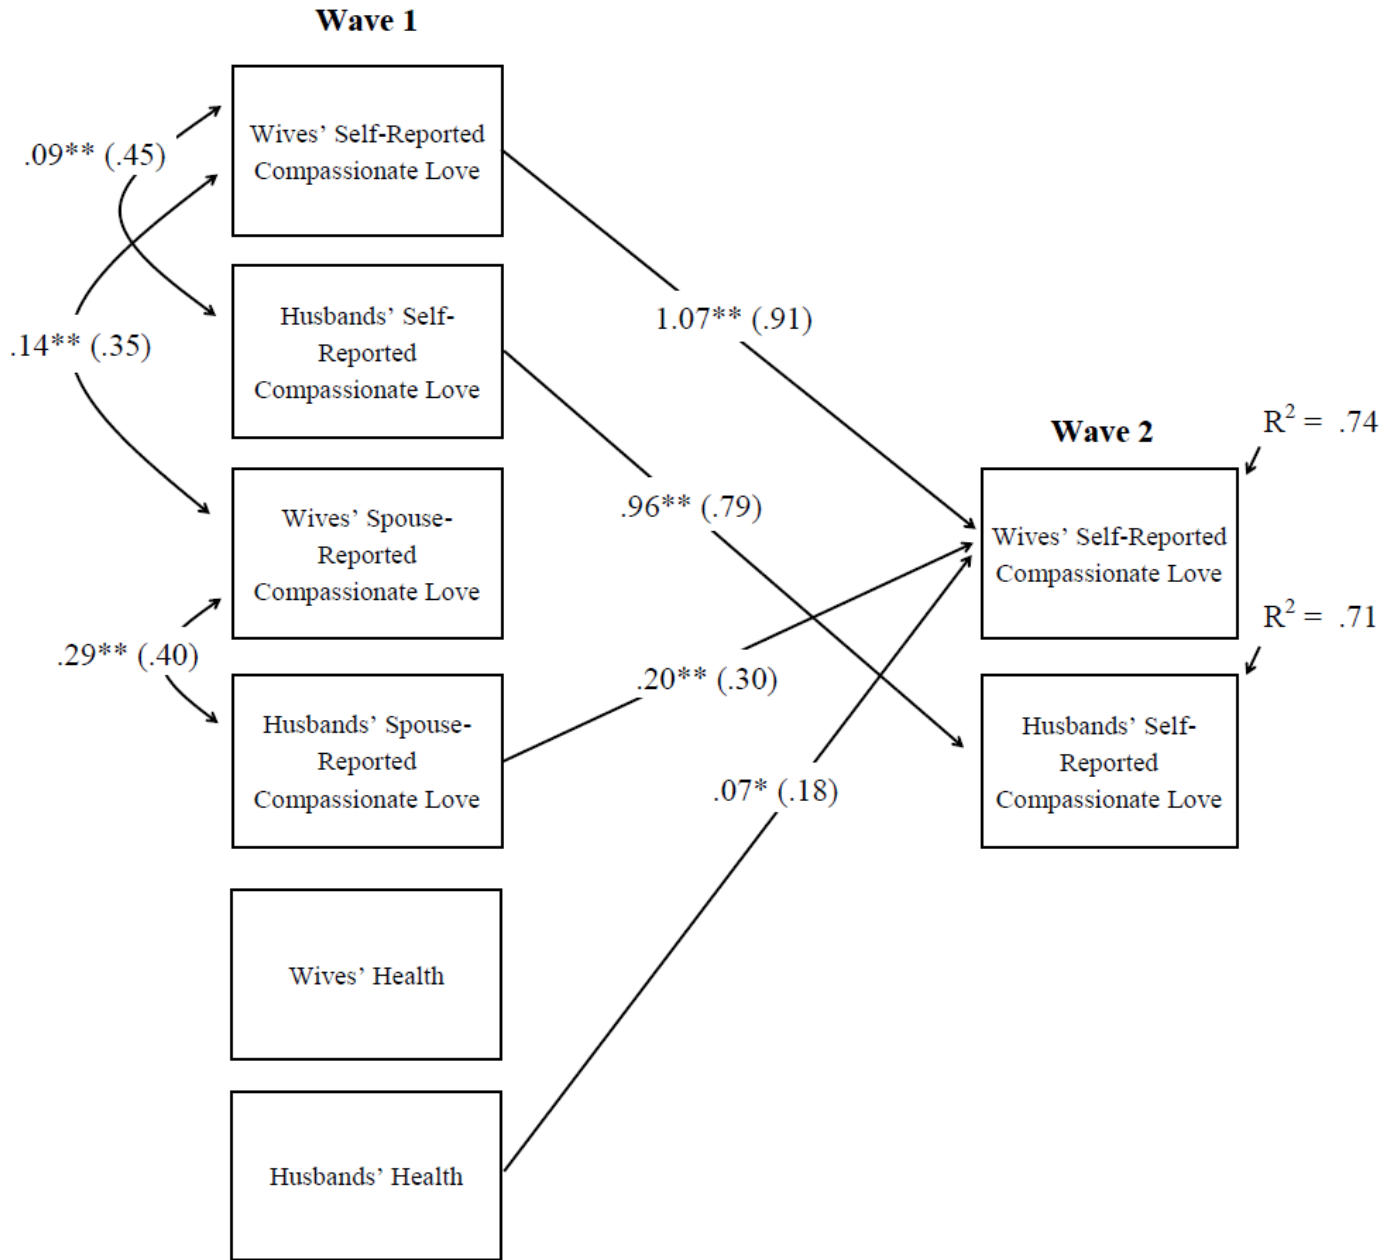 Wave 1
Wives’ Self-Reported
Compassionate Love
.09** (.45)
Husbands’ Self-
Reported
Compassionate Love
.14** (.35)
1.07** (.91)
Wives’ Spouse-
Reported
Compassionate Love
.96** (.79)
.29** (.40)
Husbands’ Spouse-
Reported
Compassionate Love
.20** (.30)
.07* (.18)
Wives’ Health
Husbands’ Health
Wave 2
R² = .74
Wives’ Self-Reported
Compassionate Love
R² = .71
Husbands’ Self-
Reported
Compassionate Love